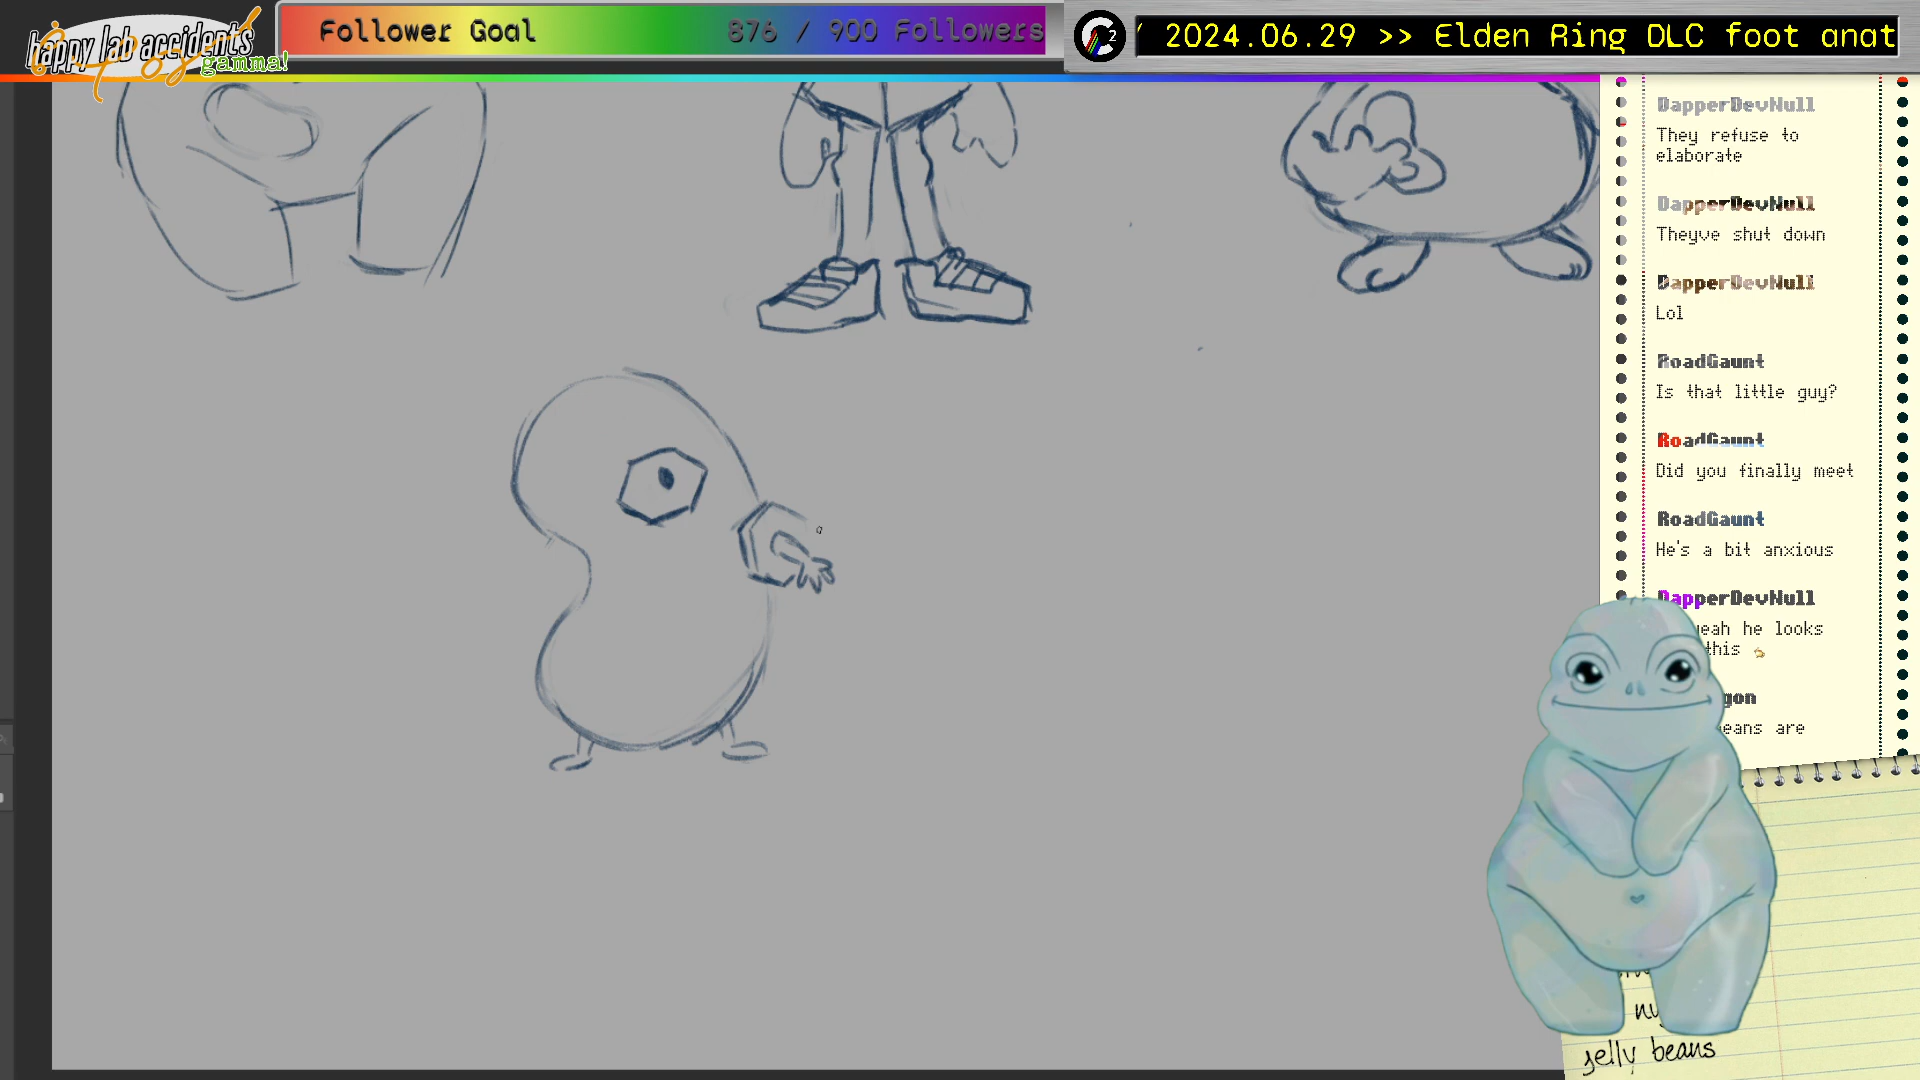 happy lab accidents
gamma!
Follower Goal 876 / 900 Followers
2 / 2024.06.29 >> Elden Ring DLC foot anat
DapperDevNull
They refuse to
elaborate
DapperDevNull
Theyve shut down
DapperDevNull
Lol
RoadGaunt
Is that little guy?
RoadGaunt
Did you finally meet
RoadGaunt
He's a bit anxious
DapperDevNull
yeah he looks
this
gon
eans are
jelly beans